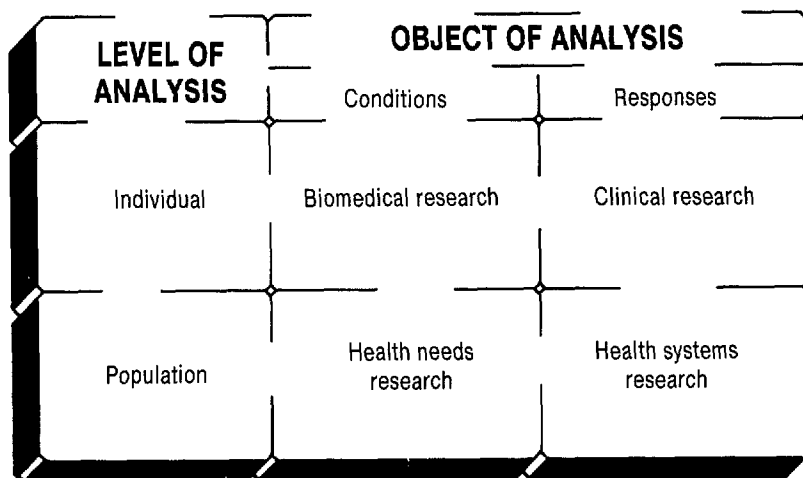 LEVEL OF
ANALYSIS
OBJECT OF ANALYSIS
Conditions
Responses
Individual
Biomedical research
Clinical research
Population
Health needs
research
Health systems
research